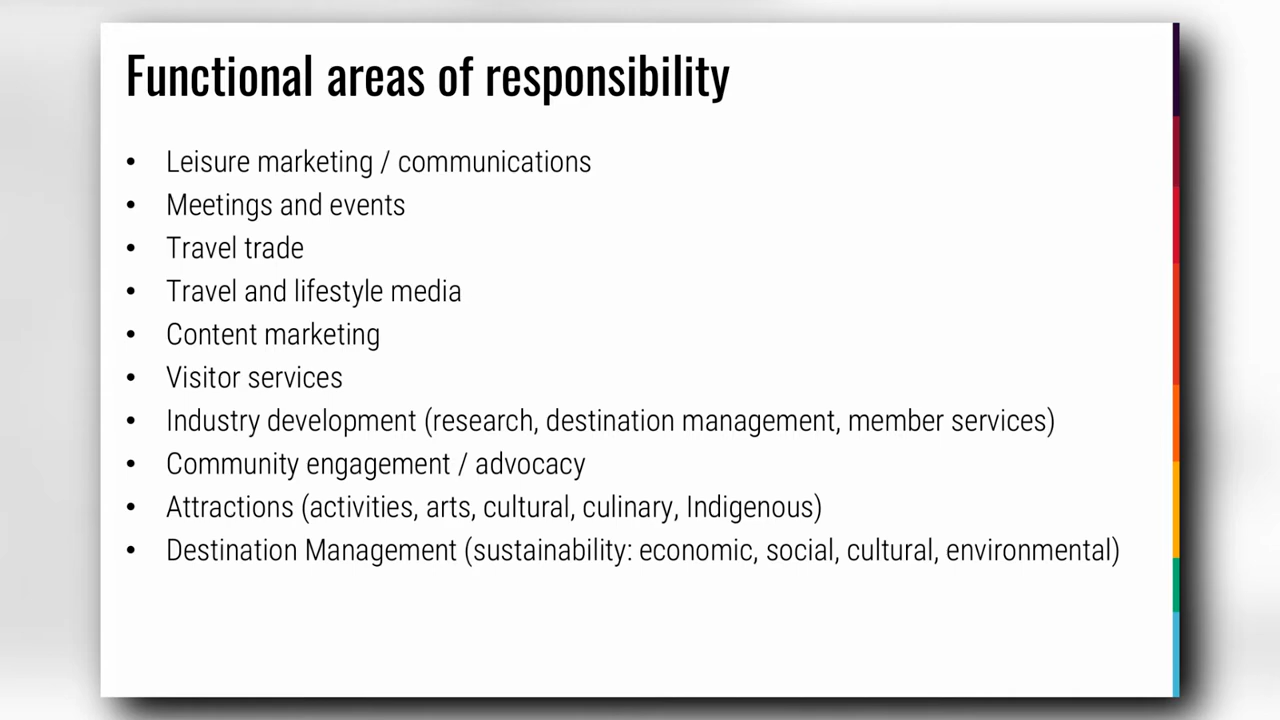 Functional areas of responsibility
• Leisure marketing / communications
• Meetings and events
• Travel trade
• Travel and lifestyle media
• Content marketing
• Visitor services
• Industry development (research, destination management, member services)
• Community engagement / advocacy
• Attractions (activities, arts, cultural, culinary, Indigenous)
• Destination Management (sustainability: economic, social, cultural, environmental)